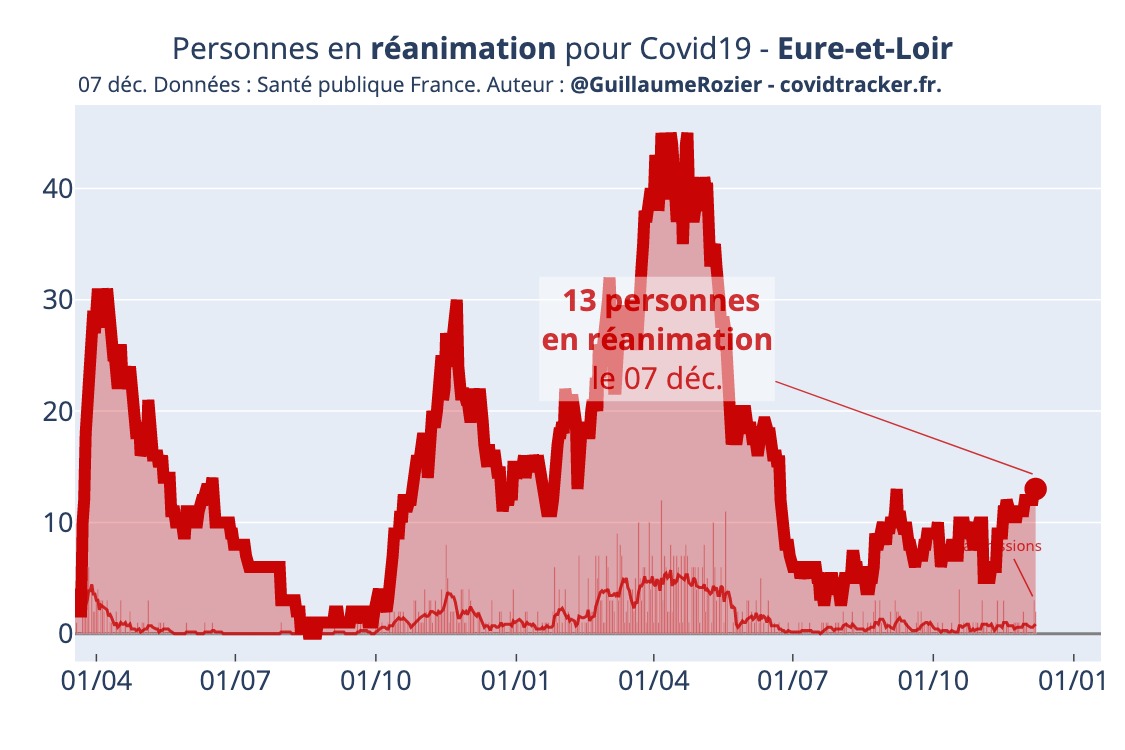 Personnes en réanimation pour Covid19 - Eure-et-Loir
07 déc. Données : Santé publique France. Auteur : @GuillaumeRozier - covidtracker.fr.
40
30
20
10
0
13 personnes
en réanimation
le 07 déc.
01/04
01/07
01/10
01/01
01/04
01/07
01/10
01/01